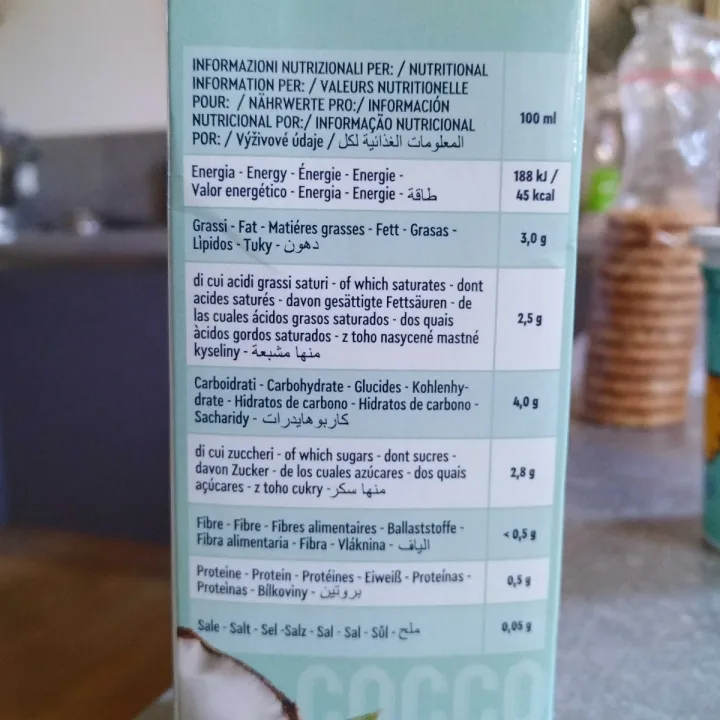 INFORMAZIONI NUTRIZIONALI PER: / NUTRITIONAL
INFORMATION PER: / VALEURS NUTRITIONELLE
POUR: / NÄHRWERTE PRO:/ INFORMACIÓN
NUTRICIONAL POR:/ INFORMAÇÃO NUTRICIONAL
POR: / Výživové údaje / المعلومات الغذائية لكل
100 ml
Energia - Energy - Énergie - Energie -
Valor energético - Energia - Energie - طاقة
188 kJ /
45 kcal
Grassi - Fat - Matiéres grasses - Fett - Grasas -
Lìpidos - Tuky - دهون
3,0 g
di cui acidi grassi saturi - of which saturates - dont
acides saturés - davon gesättigte Fettsäuren - de
las cuales ácidos grasos saturados - dos quais
àcidos gordos saturados - z toho nasycené mastné
kyseliny - منها مشبعة
2,5 g
Carboidrati - Carbohydrate - Glucides - Kohlenhy-
drate - Hidratos de carbono - Hidratos de carbono -
Sacharidy - كاربوهايدرات
4,0 g
di cui zuccheri - of which sugars - dont sucres -
davon Zucker - de los cuales azúcares - dos quais
açúcares - z toho cukry - منها سكر
2,8 g
Fibre - Fibre - Fibres alimentaires - Ballaststoffe -
Fibra alimentaria - Fibra - Vláknina - الياف
< 0,5 g
Proteine - Protein - Protéines - Eiweiß - Proteínas -
Proteìnas - Bílkoviny - بروتين
0,5 g
Sale - Salt - Sel -Salz - Sal - Sal - Sůl - ملح
0,05 g
COCCO